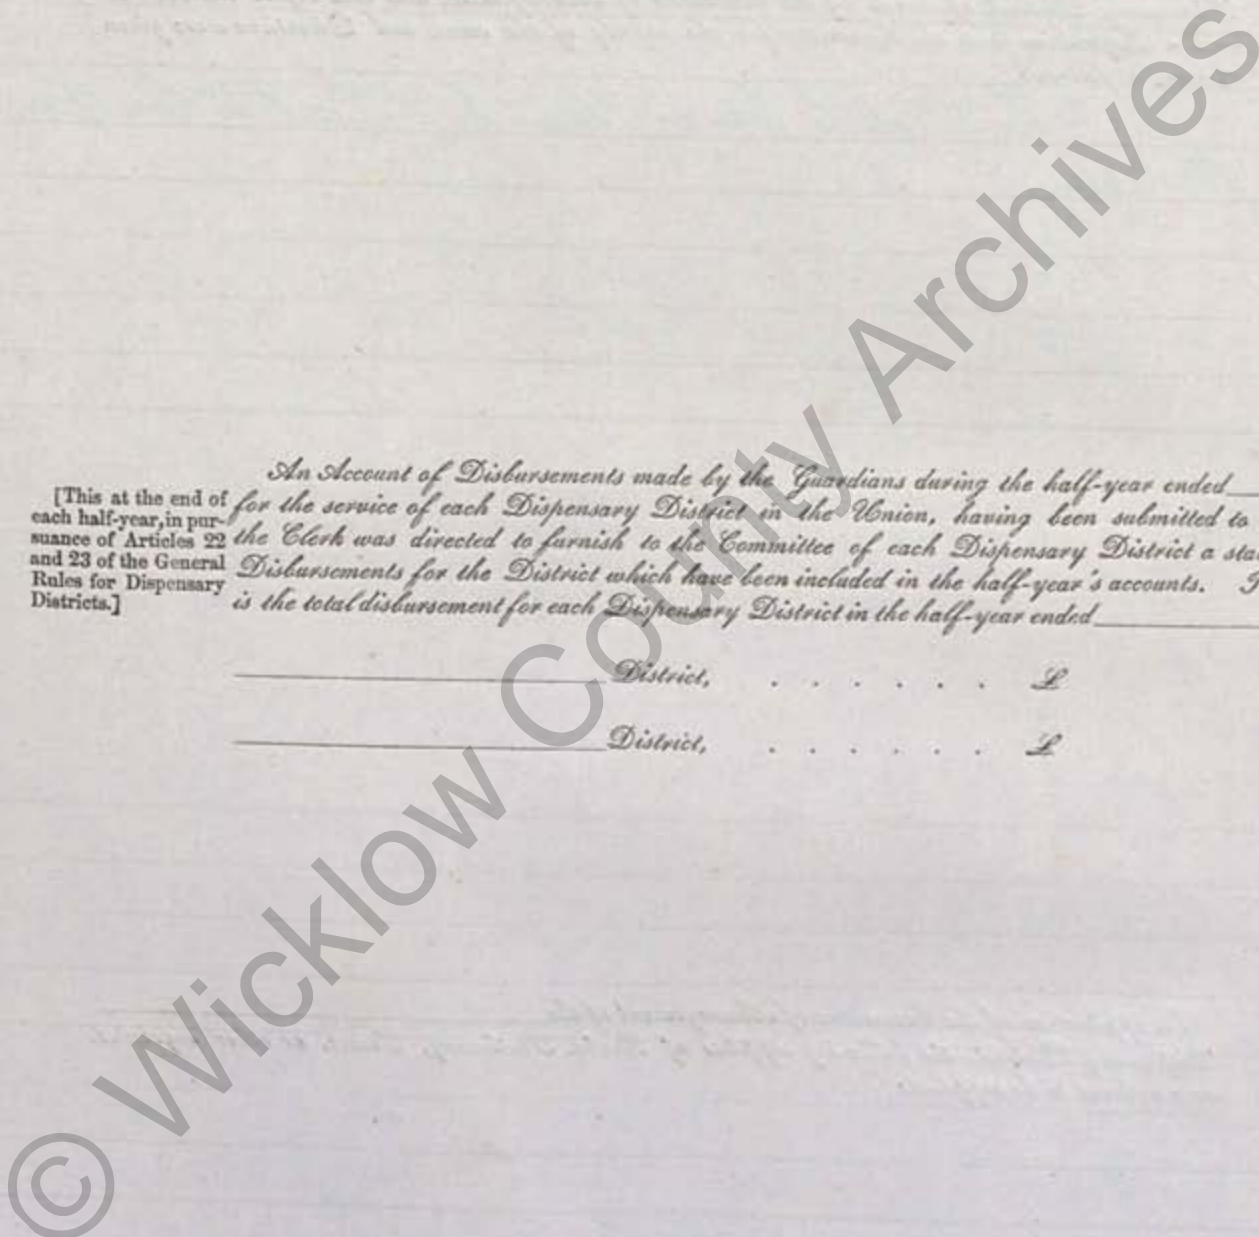 An Account of Disbursements made by the Guardians during the half-year ended
for the service of each Dispensary District in the Union, having been submitted to
the Clerk was directed to furnish to the Committee of each Dispensary District a sta
Disbursements for the District which have been included in the half-year's accounts.
is the total disbursement for each Dispensary District in the half-year ended
[This at the end of
each half-year, in pur-
suance of Articles 22
and 23 of the General
Rules for Dispensary
Districts.]
District, . . . . . . £
District, . . . . . . £
© Wicklow County Archives